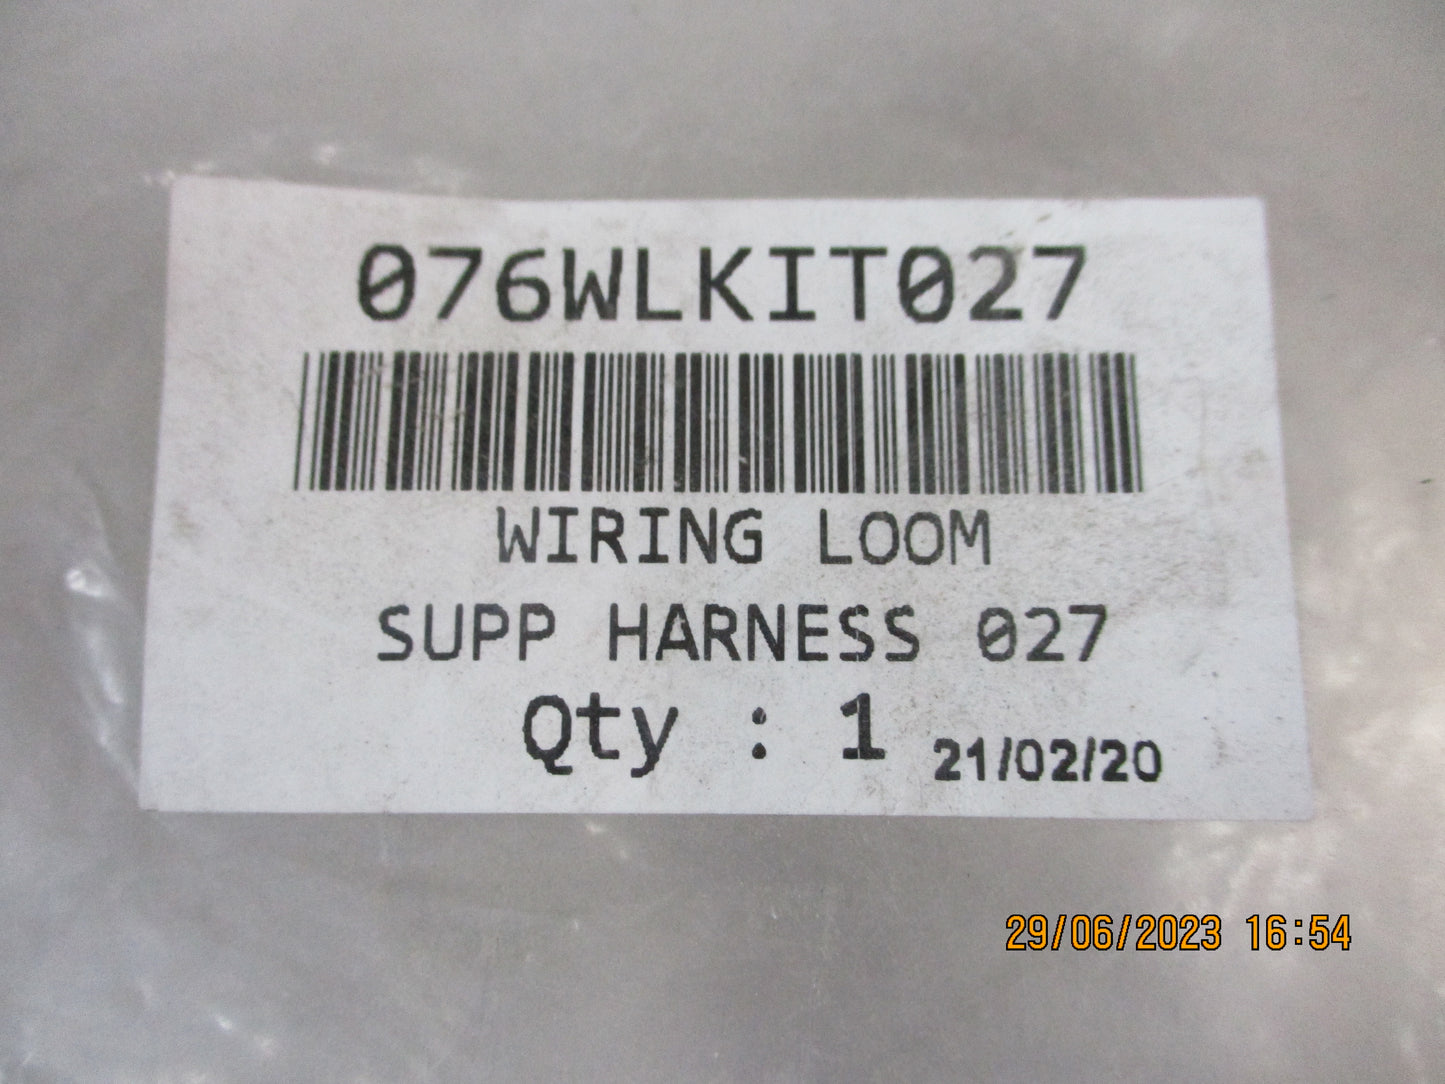 076WLKIT027
WIRING LOOM
SUPP HARNESS 027
Qty : 1 21/02/20
29/06/2023 16:54